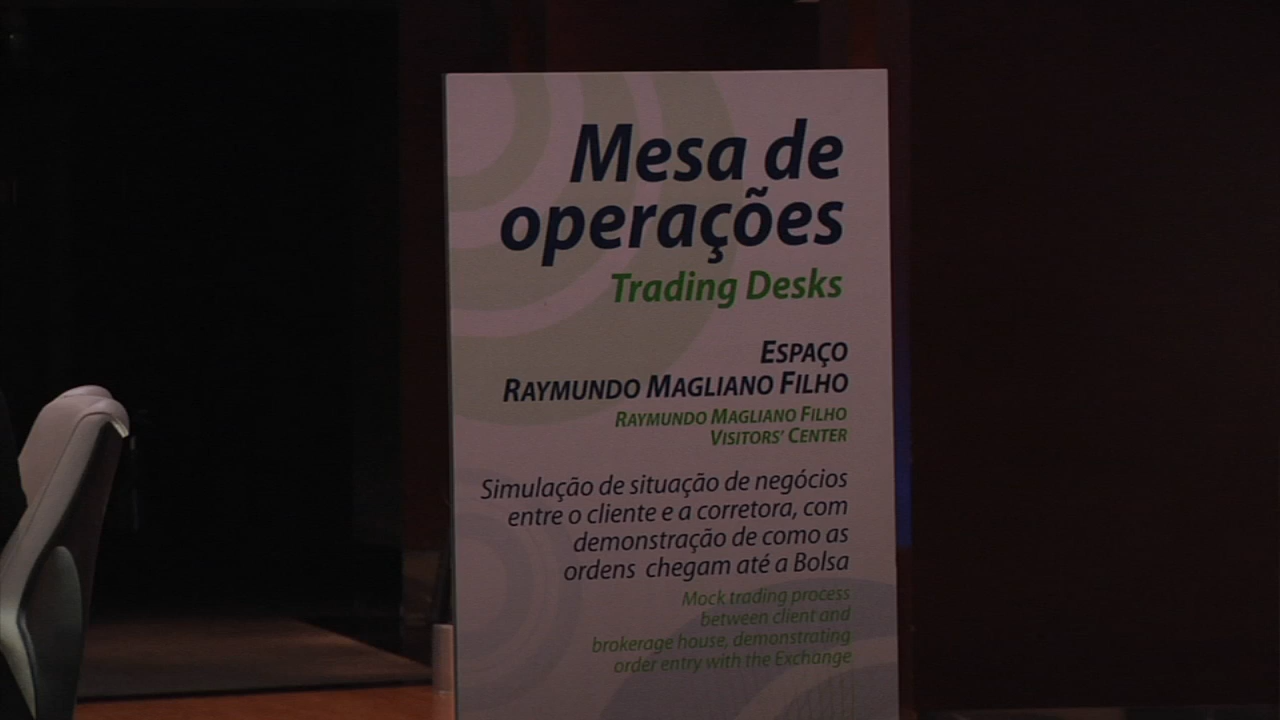 Mesa de
operações
Trading Desks
ESPAÇO
RAYMUNDO MAGLIANO FILHO
RAYMUNDO MAGLIANO FILHO
VISITORS' CENTER
Simulação de situação de negócios
entre o cliente e a corretora, com
demonstração de como as
ordens chegam até a Bolsa
Mock trading process
between client and
brokerage house, demonstrating
order entry with the Exchange